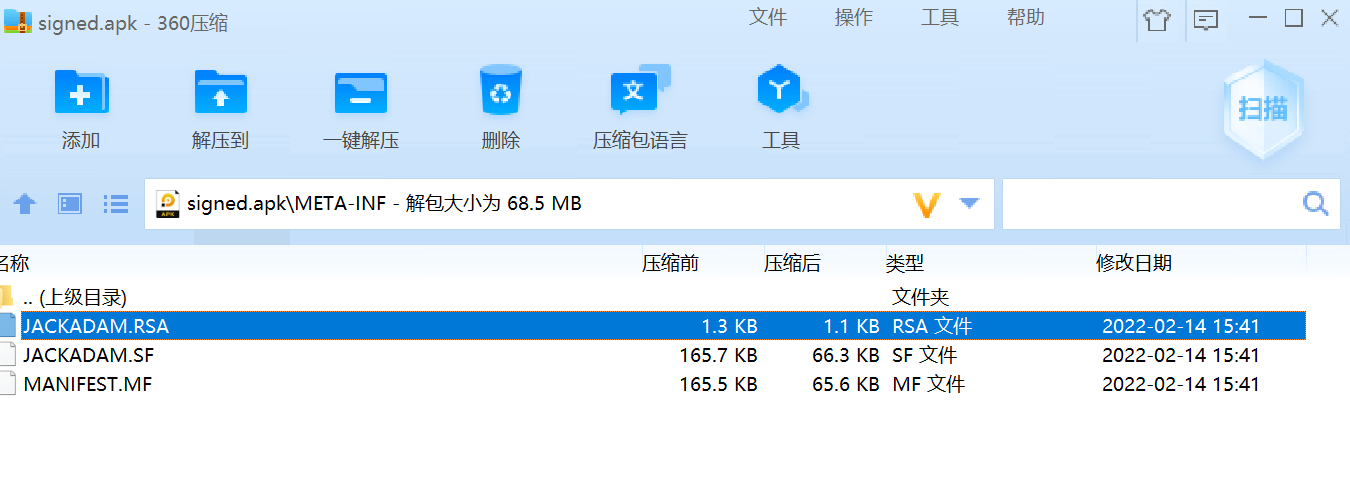 signed.apk - 360压缩
文件 操作 工具 帮助
扫描
添加 解压到 一键解压 删除 压缩包语言 工具
signed.apk\META-INF - 解包大小为 68.5 MB
名称 压缩前 压缩后 类型 修改日期
.. (上级目录) 文件夹
JACKADAM.RSA 1.3 KB 1.1 KB RSA 文件 2022-02-14 15:41
JACKADAM.SF 165.7 KB 66.3 KB SF 文件 2022-02-14 15:41
MANIFEST.MF 165.5 KB 65.6 KB MF 文件 2022-02-14 15:41